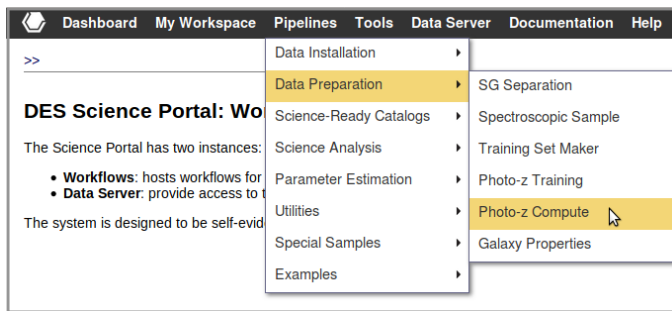 Dashboard My Workspace Pipelines Tools Data Server Documentation Help
>>
Data Installation
Data Preparation
Science-Ready Catalogs
Science Analysis
Parameter Estimation
Utilities
Special Samples
Examples
SG Separation
Spectroscopic Sample
Training Set Maker
Photo-z Training
Photo-z Compute
Galaxy Properties
DES Science Portal:
The Science Portal has two instances:
• Workflows: hosts workflows for
• Data Server: provide access to
The system is designed to be